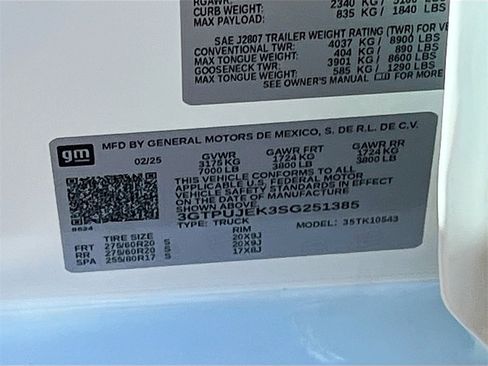 RGAWR: 2340 KG / 5160 LBS
CURB WEIGHT: 835 KG / 1840 LBS
MAX PAYLOAD:
SAE J2807 TRAILER WEIGHT RATING (TWR) FOR VE
CONVENTIONAL TWR: 4037 KG / 8900 LBS
MAX TONGUE WEIGHT: 404 KG / 890 LBS
GOOSENECK TWR: 3901 KG / 8600 LBS
MAX TONGUE WEIGHT: 585 KG / 1290 LBS
SEE OWNER'S MANUAL FOR MORE
gm
MFD BY GENERAL MOTORS DE MEXICO, S. DE R.L. DE C.V.
02/25 GVWR GAWR FRT GAWR RR
3176 KG 1724 KG 1724 KG
7000 LB 3800 LB 3800 LB
THIS VEHICLE CONFORMS TO ALL
APPLICABLE U.S. FEDERAL MOTOR
VEHICLE SAFETY STANDARDS IN EFFECT
ON THE DATE OF MANUFACTURE SHOWN ABOVE.
3GTPUJEK3SG251385
TYPE: TRUCK MODEL: 35TK10543
8634
TIRE SIZE RIM
FRT 275/60R20 S 20X9J
RR 275/60R20 S 20X9J
SPA 255/80R17 S 17X8J